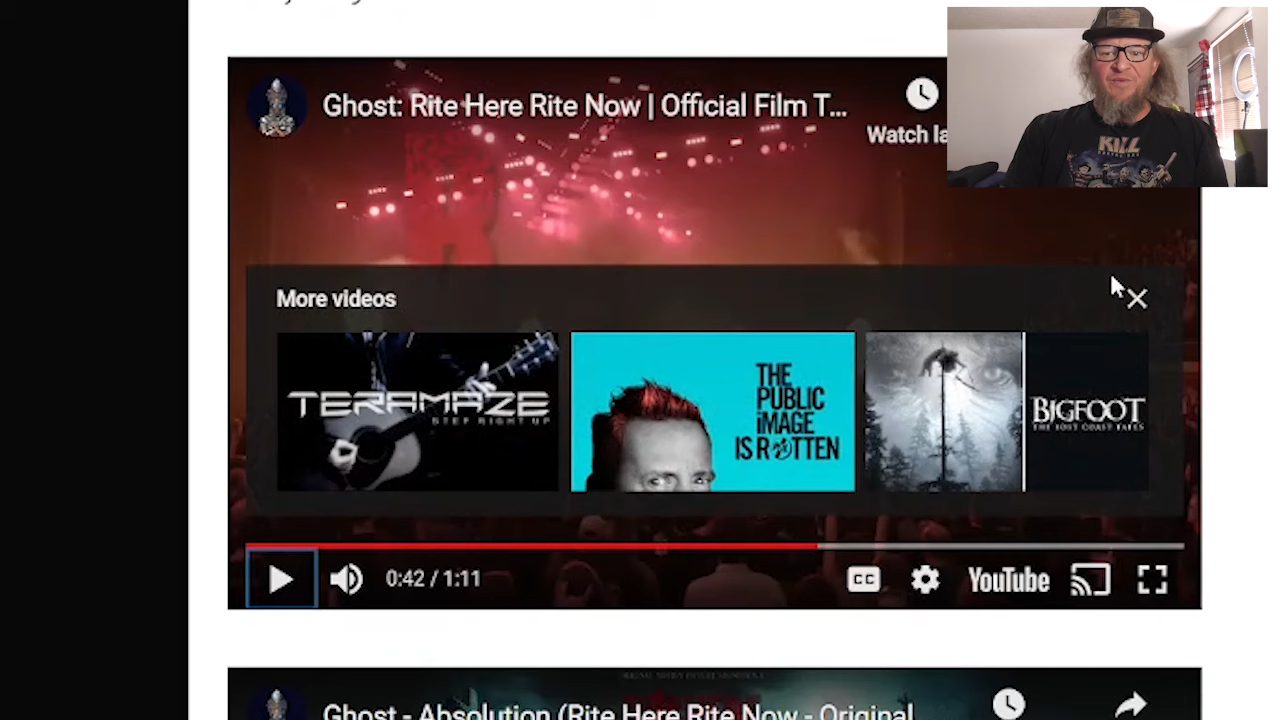 Ghost: Rite Here Rite Now | Official Film T...
Watch la
KILL
More videos
TERAMAZE
STEP RIGHT UP
THE
PUBLIC
iMAGE
IS ROTTEN
BIGFOOT
THE LOST COAST TAPES
0:42 / 1:11
CC
YouTube
Ghost - Absolution (Rite Here Rite Now - Original